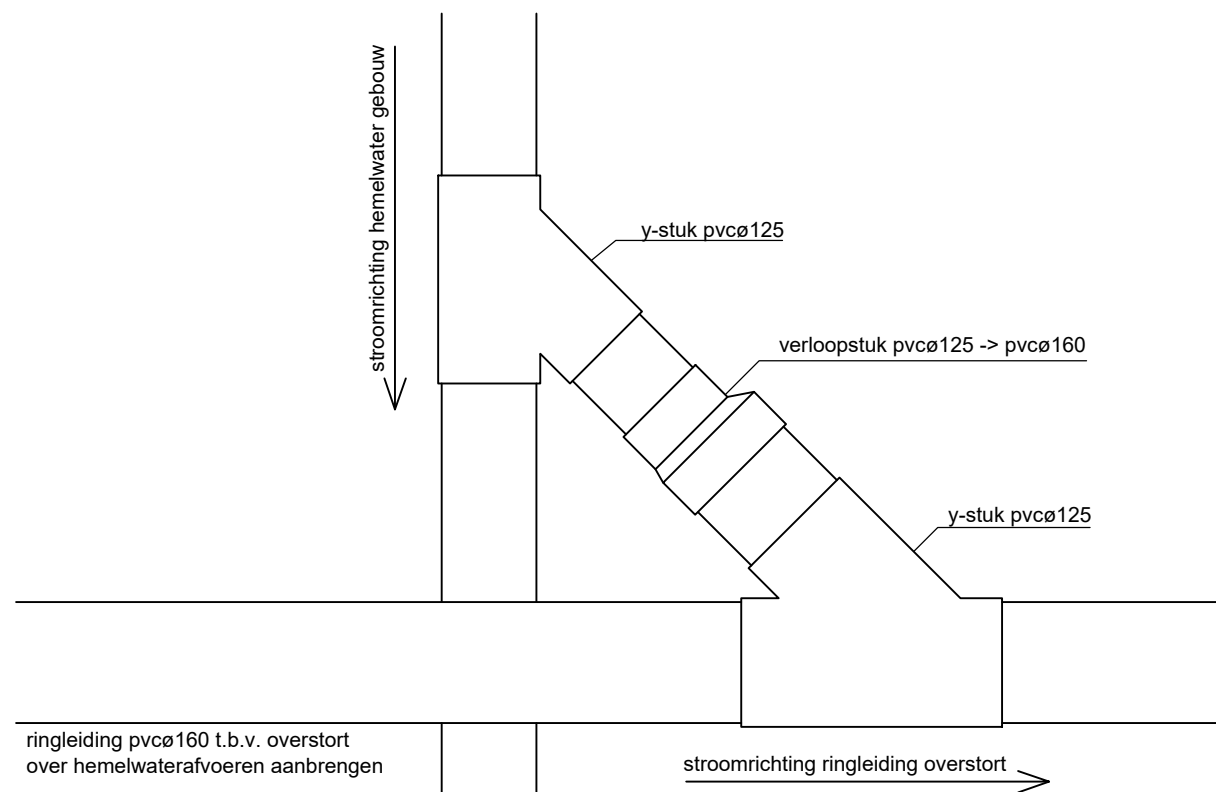 stroomrichting hemelwater gebouw
y-stuk pvcø125
verloopstuk pvcø125 -> pvcø160
y-stuk pvcø125
ringleiding pvcø160 t.b.v. overstort
over hemelwaterafvoeren aanbrengen
stroomrichting ringleiding overstort